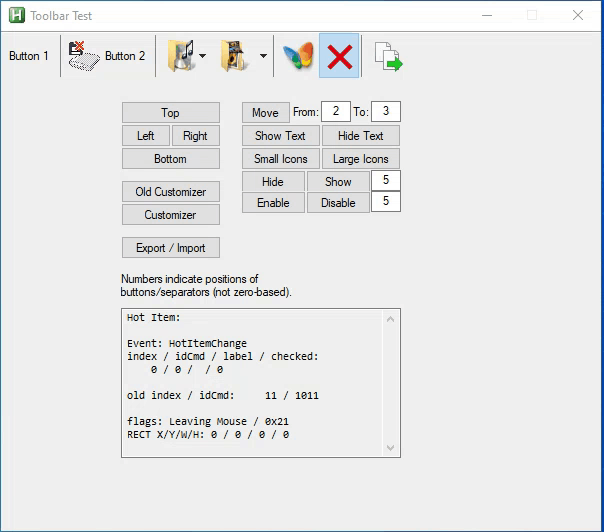 H Toolbar Test
Button 1 Button 2
Top Move From: 2 To: 3
Left Right Show Text Hide Text
Bottom Small Icons Large Icons
Hide Show 5
Old Customizer Enable Disable 5
Customizer
Export / Import
Numbers indicate positions of
buttons/separators (not zero-based).
Hot Item:
Event: HotItemChange
index / idCmd / label / checked:
0 / 0 /  / 0
old index / idCmd: 11 / 1011
flags: Leaving Mouse / 0x21
RECT X/Y/W/H: 0 / 0 / 0 / 0